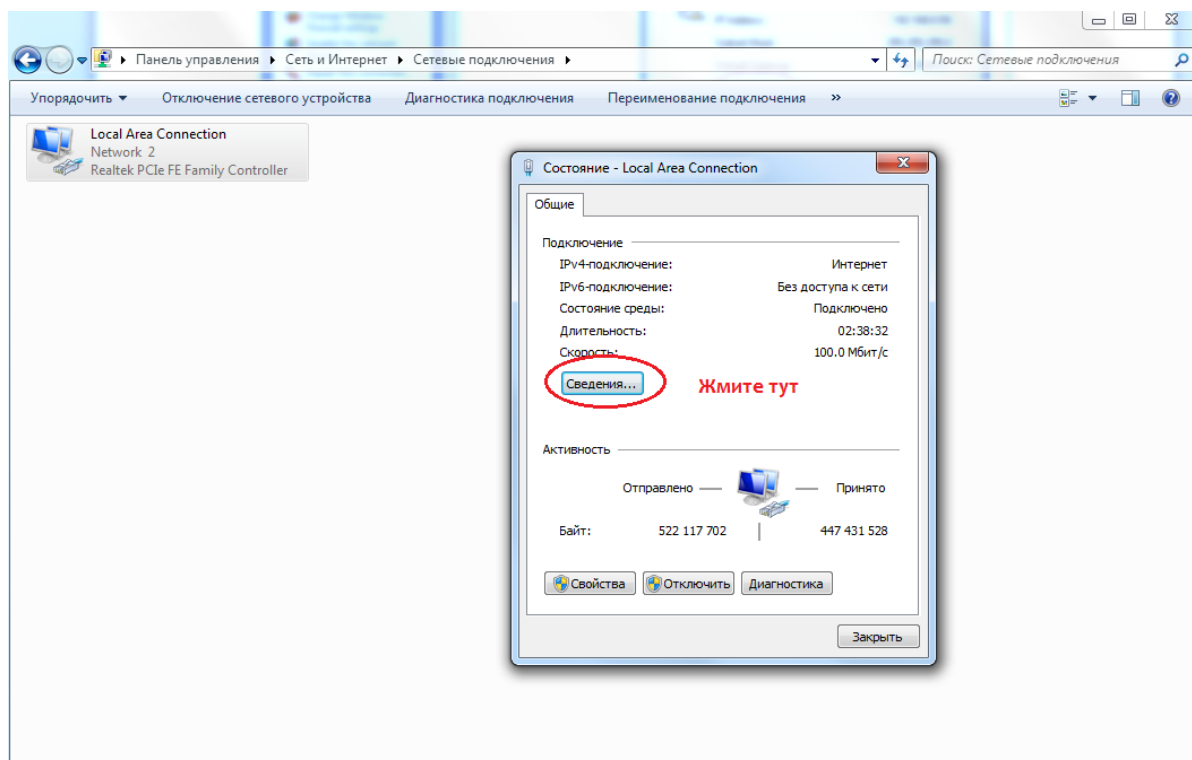 Панель управления ▸ Сеть и Интернет ▸ Сетевые подключения ▸
Поиск: Сетевые подключения
Упорядочить Отключение сетевого устройства Диагностика подключения Переименование подключения »
Local Area Connection
Network 2
Realtek PCIe FE Family Controller
Состояние - Local Area Connection
Общие
Подключение
IPv4-подключение: Интернет
IPv6-подключение: Без доступа к сети
Состояние среды: Подключено
Длительность: 02:38:32
Скорость: 100.0 Мбит/с
Сведения... Жмите тут
Активность
Отправлено — — Принято
Байт: 522 117 702 447 431 528
Свойства Отключить Диагностика
Закрыть